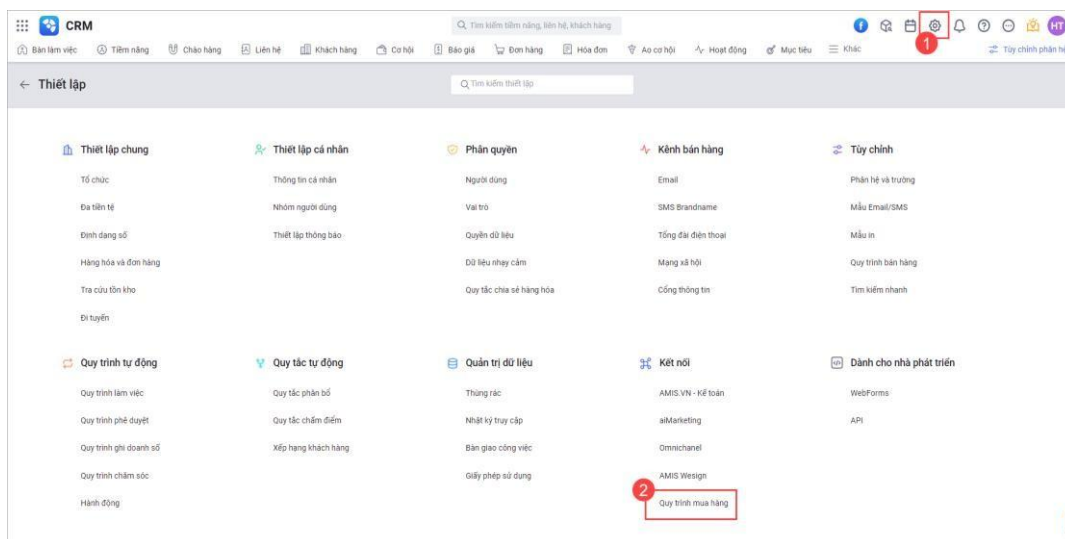 CRM
Tìm kiếm tiềm năng, liên hệ, khách hàng
HT
1
Bàn làm việc Tiềm năng Chào hàng Liên hệ Khách hàng Cơ hội Báo giá Đơn hàng Hóa đơn Ao cơ hội Hoạt động Mục tiêu Khác Tùy chỉnh phân hệ
← Thiết lập
Tìm kiếm thiết lập
Thiết lập chung
Tổ chức
Đa tiền tệ
Định dạng số
Hàng hóa và đơn hàng
Tra cứu tồn kho
Đi tuyến
Thiết lập cá nhân
Thông tin cá nhân
Nhóm người dùng
Thiết lập thông báo
Phân quyền
Người dùng
Vai trò
Quyền dữ liệu
Dữ liệu nhạy cảm
Quy tắc chia sẻ hàng hóa
Kênh bán hàng
Email
SMS Brandname
Tổng đài điện thoại
Mạng xã hội
Cổng thông tin
Tùy chỉnh
Phân hệ và trường
Mẫu Email/SMS
Mẫu in
Quy trình bán hàng
Tìm kiếm nhanh
Quy trình tự động
Quy trình làm việc
Quy trình phê duyệt
Quy trình ghi doanh số
Quy trình chăm sóc
Hành động
Quy tắc tự động
Quy tắc phân bổ
Quy tắc chấm điểm
Xếp hạng khách hàng
Quản trị dữ liệu
Thùng rác
Nhật ký truy cập
Bàn giao công việc
Giấy phép sử dụng
Kết nối
AMIS.VN - Kế toán
aiMarketing
Omnichanel
AMIS Wesign
2
Quy trình mua hàng
Dành cho nhà phát triển
WebForms
API